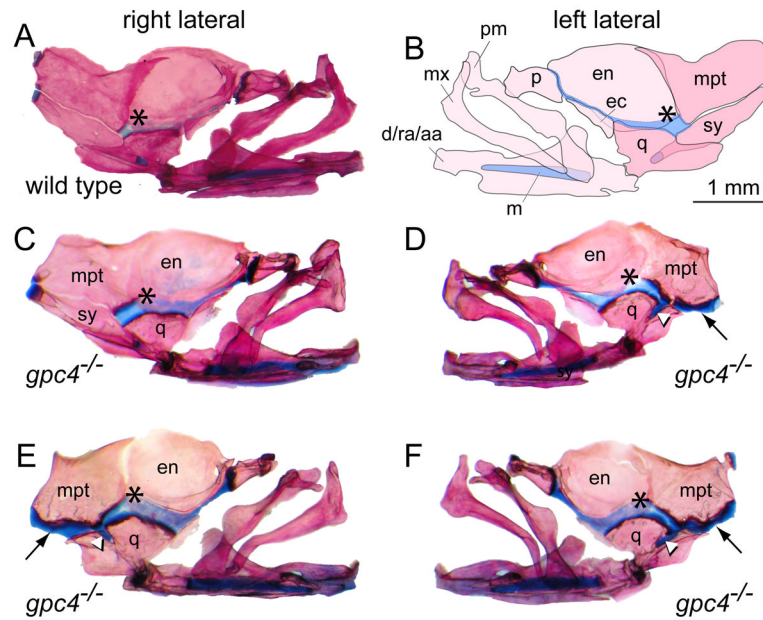 right lateral
left lateral
A
*
wild type
B
pm
mx
p
en
mpt
ec
*
sy
d/ra/aa
q
m
1 mm
C
en
mpt
*
sy
q
gpc4-/-
D
en
mpt
*
q
sy
gpc4-/-
E
en
mpt
*
q
gpc4-/-
F
en
mpt
*
q
gpc4-/-